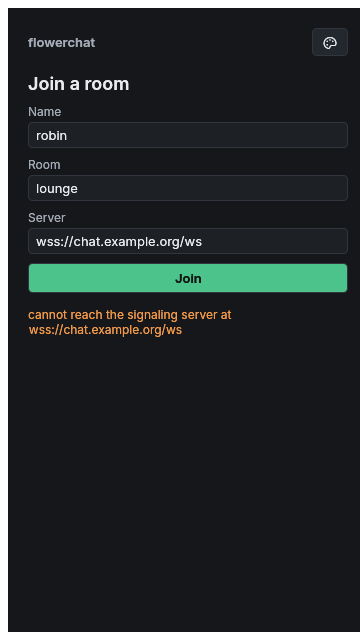 flowerchat
Join a room
Name
robin
Room
lounge
Server
wss://chat.example.org/ws
Join
cannot reach the signaling server at
wss://chat.example.org/ws